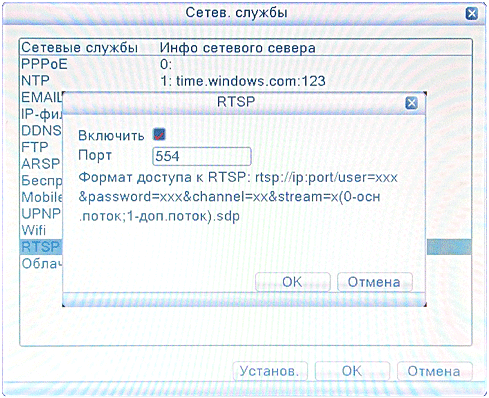 Сетев. службы
Сетевые службы Инфо сетевого севера
PPPoE 0:
NTP 1: time.windows.com:123
EMAIL
IP-фил
DDNS
FTP
ARSP
Беспр
Mobile
UPNP
Wifi
RTSP
Облач
RTSP
Включить
Порт 554
Формат доступа к RTSP: rtsp://ip:port/user=xxx
&password=xxx&channel=xx&stream=x(0-осн
.поток;1-доп.поток).sdp
OK Отмена
Установ. OK Отмена